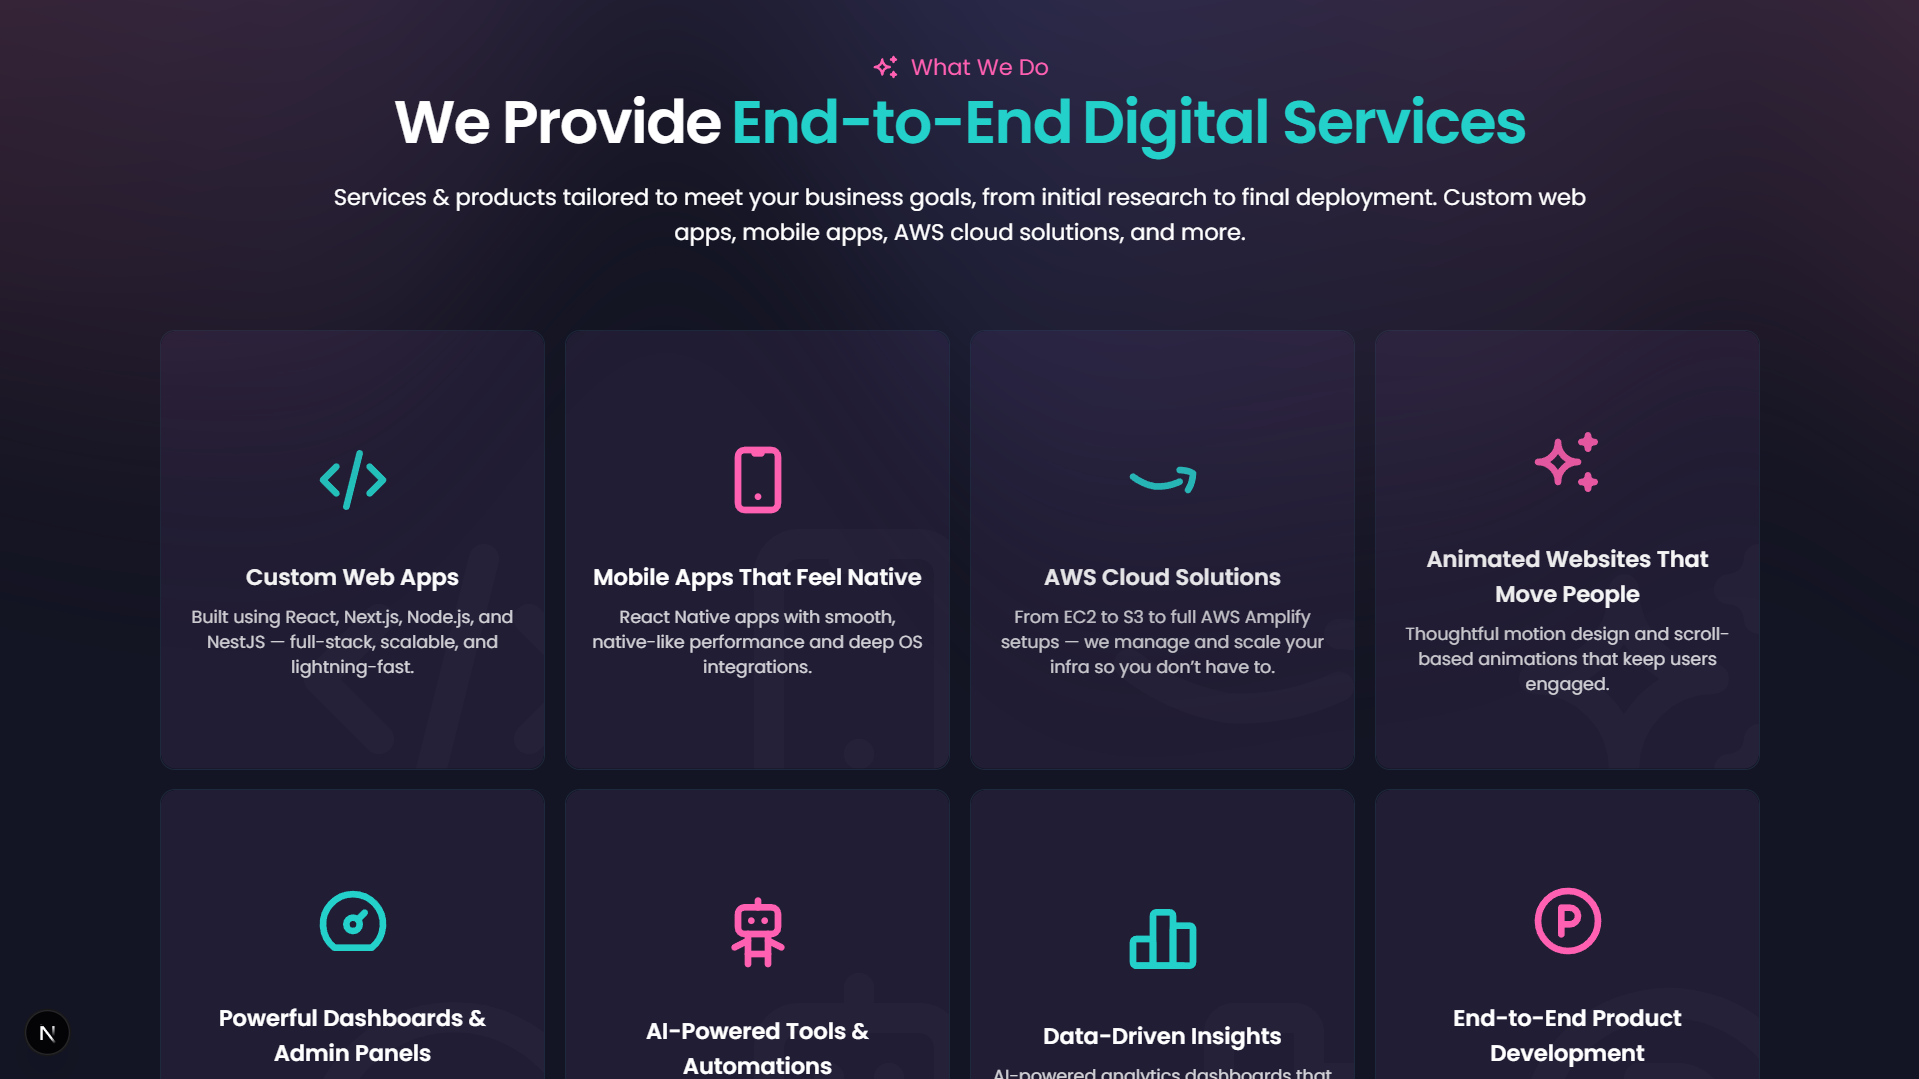 What We Do
We Provide End-to-End Digital Services
Services & products tailored to meet your business goals, from initial research to final deployment. Custom web
apps, mobile apps, AWS cloud solutions, and more.
Custom Web Apps
Built using React, Next.js, Node.js, and
NestJS — full-stack, scalable, and
lightning-fast.
Mobile Apps That Feel Native
React Native apps with smooth,
native-like performance and deep OS
integrations.
AWS Cloud Solutions
From EC2 to S3 to full AWS Amplify
setups — we manage and scale your
infra so you don’t have to.
Animated Websites That
Move People
Thoughtful motion design and scroll-
based animations that keep users
engaged.
Powerful Dashboards &
Admin Panels
AI-Powered Tools &
Automations
Data-Driven Insights
AI-powered analytics dashboards that
P
End-to-End Product
Development
N